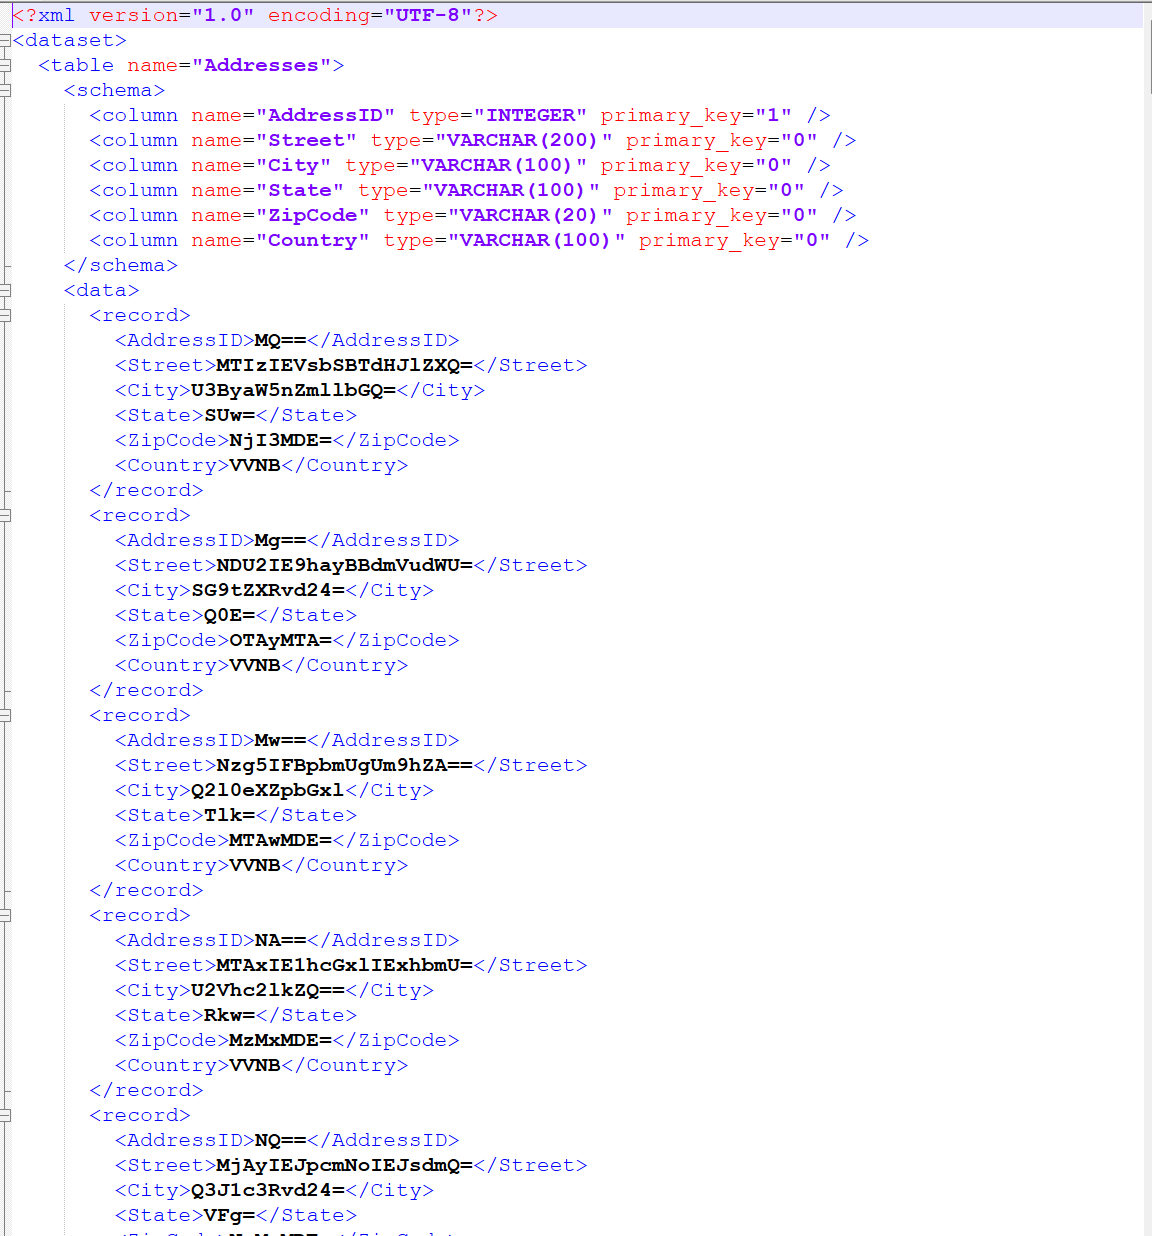 <?xml version="1.0" encoding="UTF-8"?>
<dataset>
<table name="Addresses">
<schema>
<column name="AddressID" type="INTEGER" primary_key="1" />
<column name="Street" type="VARCHAR(200)" primary_key="0" />
<column name="City" type="VARCHAR(100)" primary_key="0" />
<column name="State" type="VARCHAR(100)" primary_key="0" />
<column name="ZipCode" type="VARCHAR(20)" primary_key="0" />
<column name="Country" type="VARCHAR(100)" primary_key="0" />
</schema>
<data>
<record>
<AddressID>MQ==</AddressID>
<Street>MTIzIEVsbSBTdHJlZXQ=</Street>
<City>U3ByaW5nZmllbGQ=</City>
<State>SUw=</State>
<ZipCode>NjI3MDE=</ZipCode>
<Country>VVNB</Country>
</record>
<record>
<AddressID>Mg==</AddressID>
<Street>NDU2IE9hayBBdmVudWU=</Street>
<City>SG9tZXRvd24=</City>
<State>Q0E=</State>
<ZipCode>OTAyMTA=</ZipCode>
<Country>VVNB</Country>
</record>
<record>
<AddressID>Mw==</AddressID>
<Street>Nzg5IFBpbmUgUm9hZA==</Street>
<City>Q2l0eXZpbGxl</City>
<State>Tlk=</State>
<ZipCode>MTAwMDE=</ZipCode>
<Country>VVNB</Country>
</record>
<record>
<AddressID>NA==</AddressID>
<Street>MTAxIE1hcGxlIExhbmU=</Street>
<City>U2Vhc2lkZQ==</City>
<State>Rkw=</State>
<ZipCode>MzMxMDE=</ZipCode>
<Country>VVNB</Country>
</record>
<record>
<AddressID>NQ==</AddressID>
<Street>MjAyIEJpcmNoIEJsdmQ=</Street>
<City>Q3J1c3Rvd24=</City>
<State>VFg=</State>